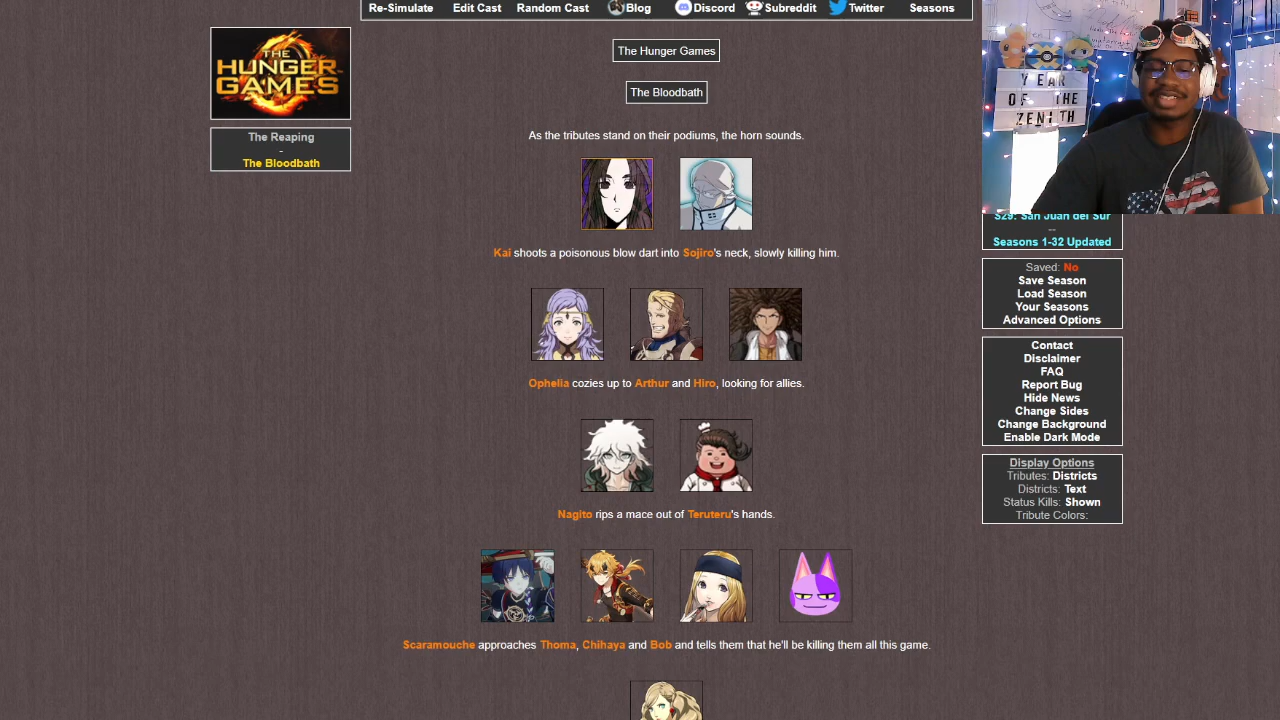 Re-Simulate Edit Cast Random Cast Blog Discord Subreddit Twitter Seasons
THE
HUNGER
GAMES
The Reaping
-
The Bloodbath
The Hunger Games
The Bloodbath
As the tributes stand on their podiums, the horn sounds.
Kai shoots a poisonous blow dart into Sojiro's neck, slowly killing him.
Ophelia cozies up to Arthur and Hiro, looking for allies.
Nagito rips a mace out of Teruteru's hands.
Scaramouche approaches Thoma, Chihaya and Bob and tells them that he'll be killing them all this game.
YEAR
OF THE
ZENITH
S29: San Juan del Sur
--
Seasons 1-32 Updated
Saved: No
Save Season
Load Season
Your Seasons
Advanced Options
Contact
Disclaimer
FAQ
Report Bug
Hide News
Change Sides
Change Background
Enable Dark Mode
Display Options
Tributes: Districts
Districts: Text
Status Kills: Shown
Tribute Colors: